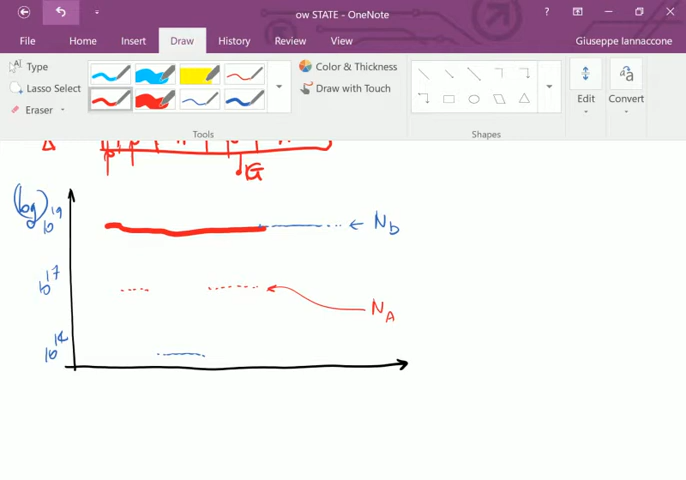 ow STATE - OneNote
?
File Home Insert Draw History Review View Giuseppe Iannaccone
Type
Lasso Select
Eraser
Color & Thickness
Draw with Touch
Edit
Convert
Tools
Shapes
G
(log)
10^19
N_D
10^17
N_A
10^14